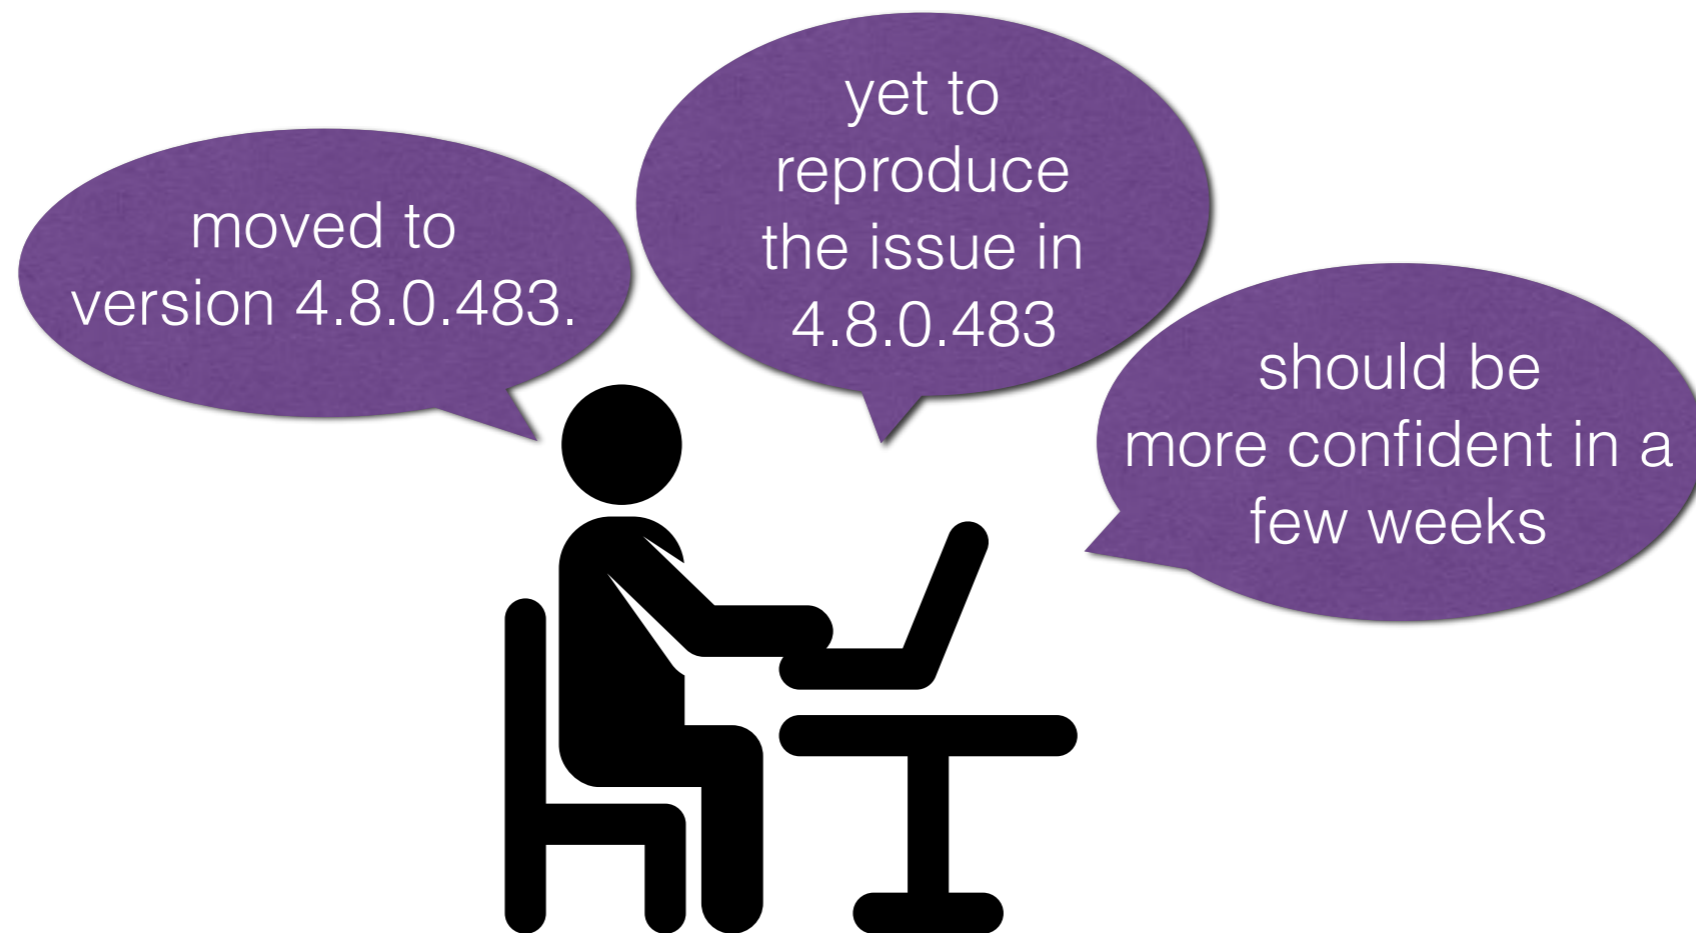 moved to
version 4.8.0.483.
yet to
reproduce
the issue in
4.8.0.483
should be
more confident in a
few weeks